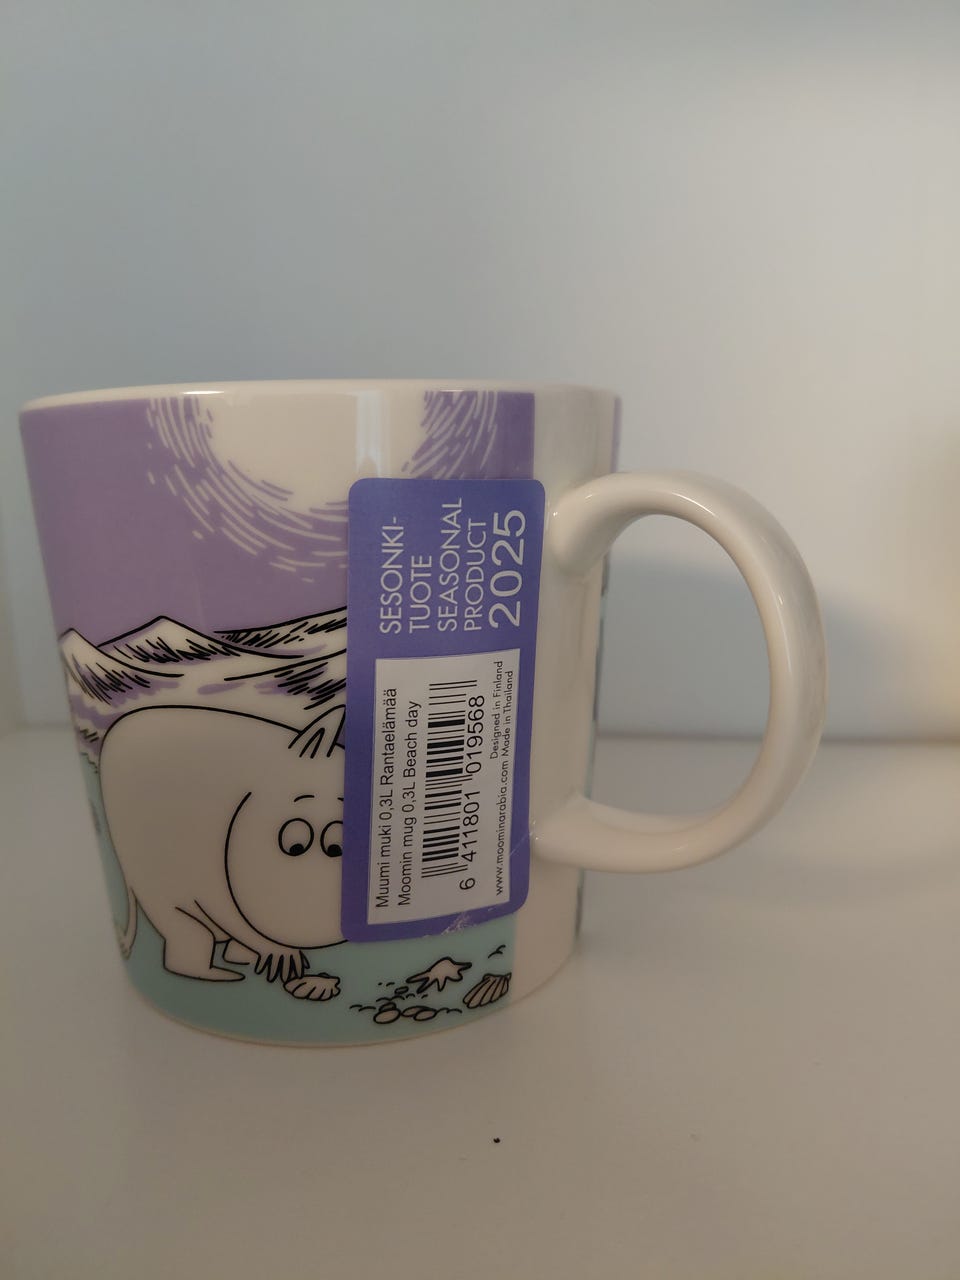 SESONKI-
TUOTE
SEASONAL
PRODUCT
2025
Muumi muki 0,3L Rantaelämää
Moomin mug 0,3L Beach day
6 411801 019568
Designed in Finland
www.moominarabia.com Made in Thailand